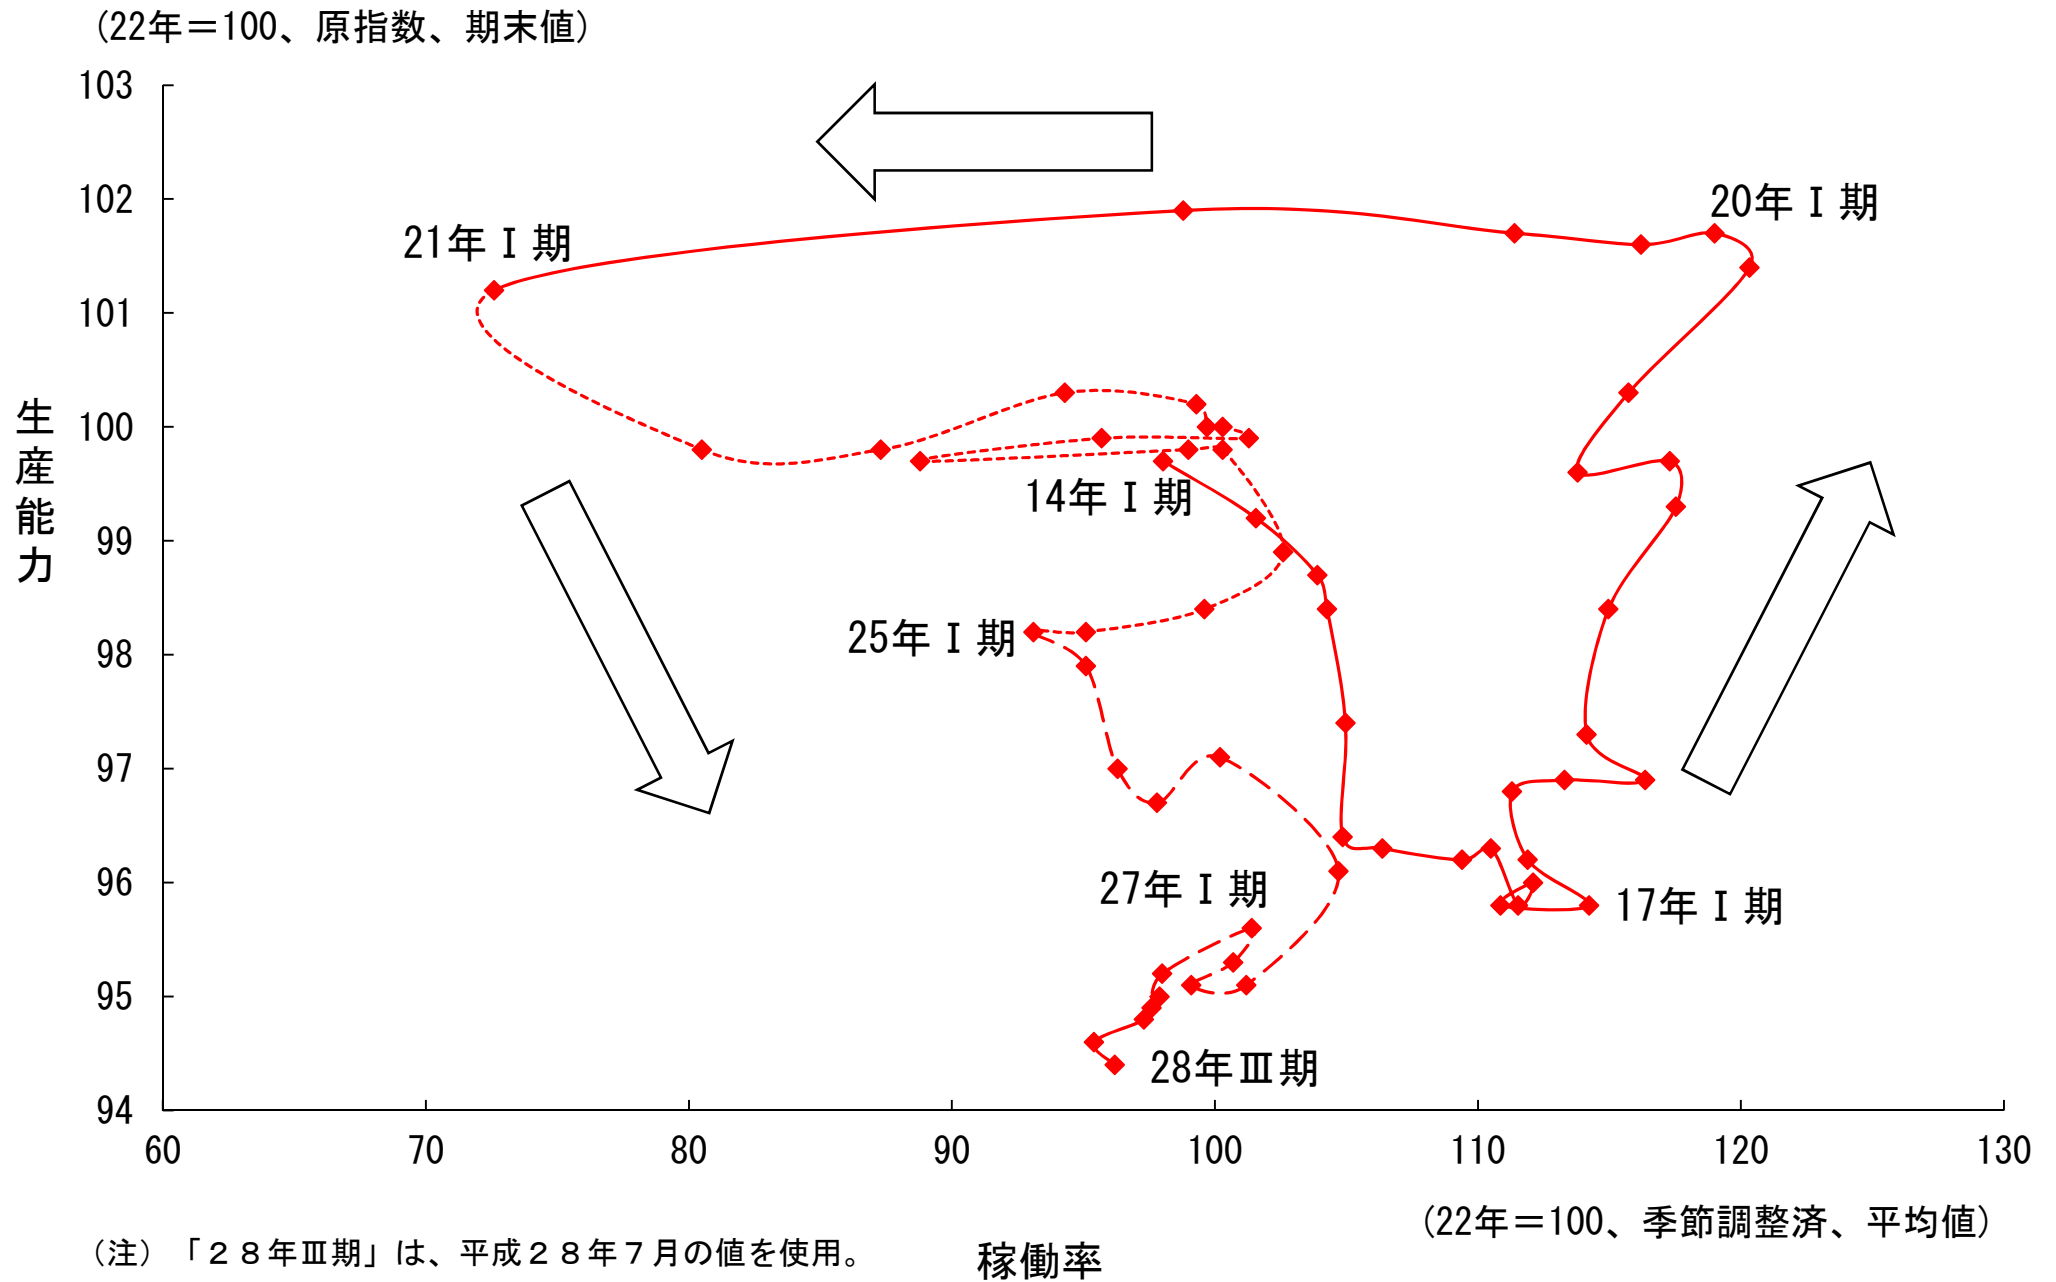 (22年＝100、原指数、期末値)
103
102
101
100
99
98
97
96
95
94
生産能力
20年Ⅰ期
21年Ⅰ期
14年Ⅰ期
25年Ⅰ期
27年Ⅰ期
17年Ⅰ期
28年Ⅲ期
60 70 80 90 100 110 120 130
(22年＝100、季節調整済、平均値)
（注）「２８年Ⅲ期」は、平成２８年７月の値を使用。
稼働率